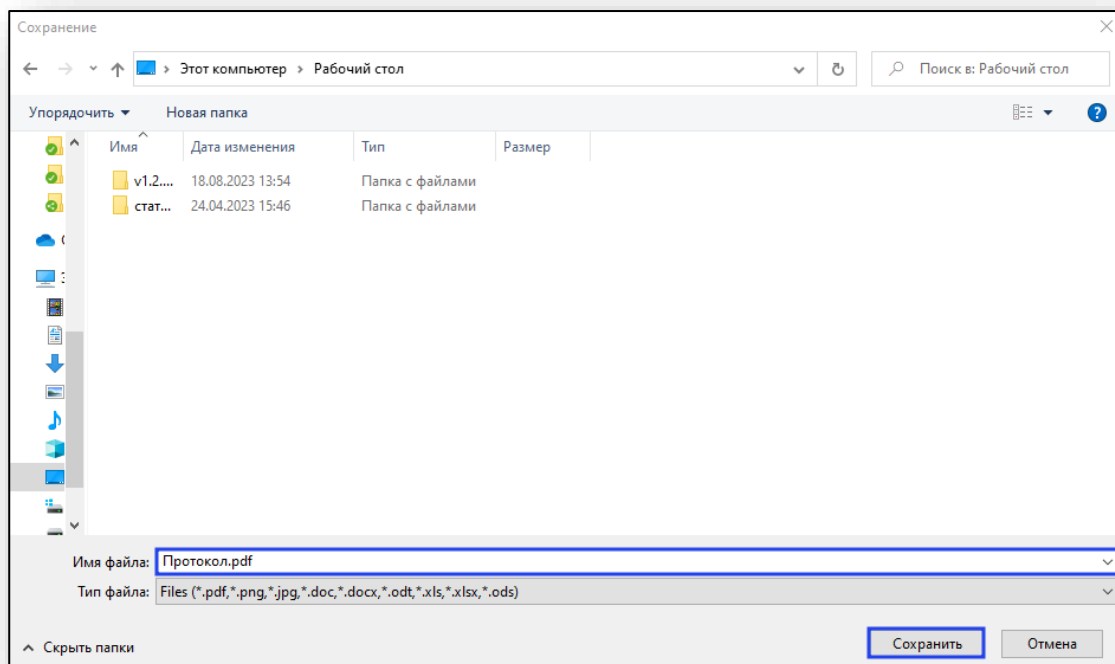 Сохранение
Этот компьютер › Рабочий стол
Поиск в: Рабочий стол
Упорядочить Новая папка
?
Имя Дата изменения Тип Размер
v1.2.... 18.08.2023 13:54 Папка с файлами
стат... 24.04.2023 15:46 Папка с файлами
Имя файла: Протокол.pdf
Тип файла: Files (*.pdf,*.png,*.jpg,*.doc,*.docx,*.odt,*.xls,*.xlsx,*.ods)
Скрыть папки Сохранить Отмена